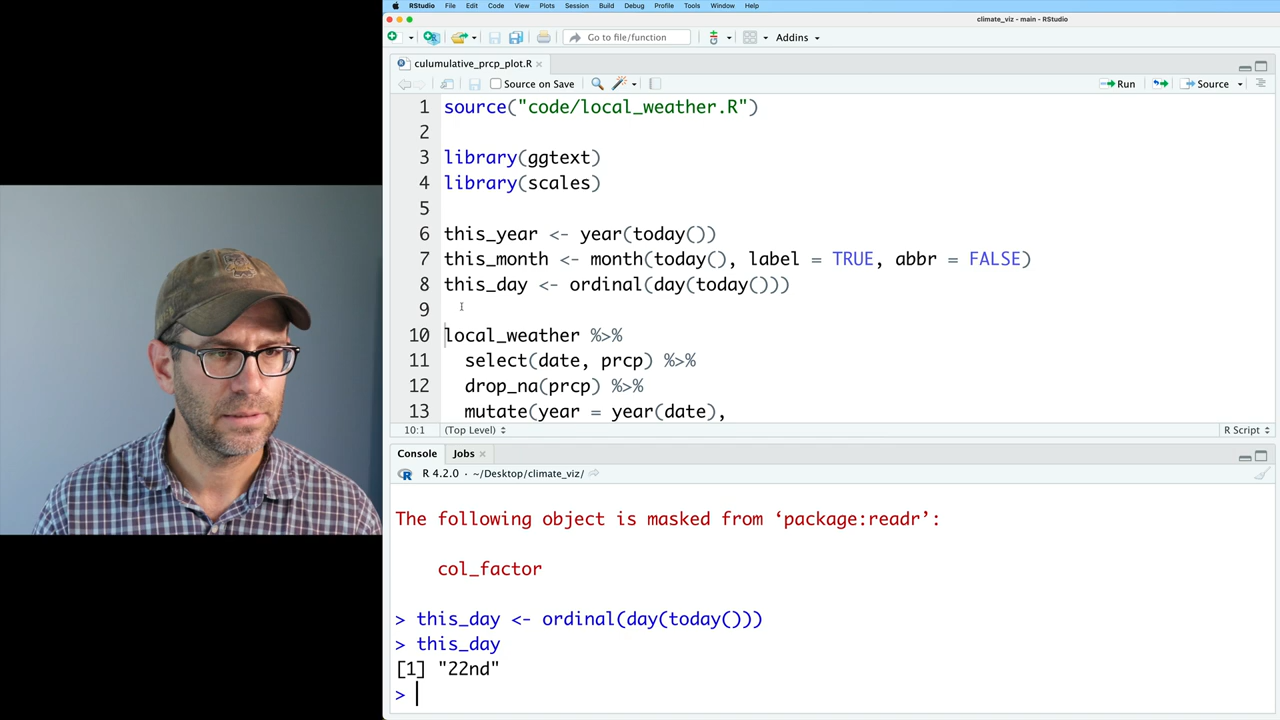 RStudio File Edit Code View Plots Session Build Debug Profile Tools Window Help
climate_viz - main - RStudio
Go to file/function Addins
culumulative_prcp_plot.R
Source on Save Run Source
1 source("code/local_weather.R")
2
3 library(ggtext)
4 library(scales)
5
6 this_year <- year(today())
7 this_month <- month(today(), label = TRUE, abbr = FALSE)
8 this_day <- ordinal(day(today()))
9
10 local_weather %>%
11 select(date, prcp) %>%
12 drop_na(prcp) %>%
13 mutate(year = year(date),
10:1 (Top Level) R Script
Console Jobs
R 4.2.0 · ~/Desktop/climate_viz/
The following object is masked from ‘package:readr’:
col_factor
> this_day <- ordinal(day(today()))
> this_day
[1] "22nd"
>